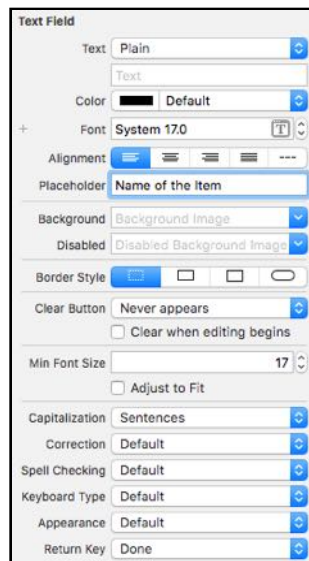 Text Field
Text Plain
Text
Color Default
+ Font System 17.0 T
Alignment ---
Placeholder Name of the Item
Background Background Image
Disabled Disabled Background Image
Border Style
Clear Button Never appears
Clear when editing begins
Min Font Size 17
Adjust to Fit
Capitalization Sentences
Correction Default
Spell Checking Default
Keyboard Type Default
Appearance Default
Return Key Done